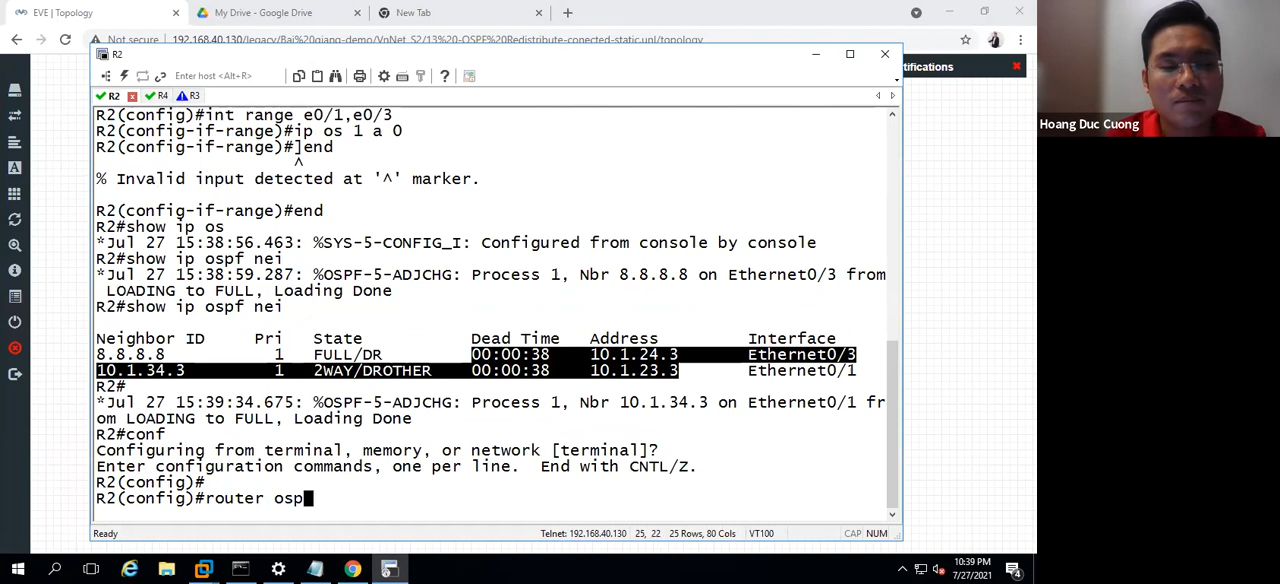 EVE | Topology
My Drive - Google Drive
New Tab
Not secure
192.168.40.130/legacy/Bai%20giang-demo/VnNet_S2/13%20-OSPF%20Redistribute-conected-static.unl/topology
R2
tifications
Enter host <Alt+R>
R2 R4 R3
R2(config)#int range e0/1,e0/3
R2(config-if-range)#ip os 1 a 0
R2(config-if-range)#]end
^
% Invalid input detected at '^' marker.
R2(config-if-range)#end
R2#show ip os
*Jul 27 15:38:56.463: %SYS-5-CONFIG_I: Configured from console by console
R2#show ip ospf nei
*Jul 27 15:38:59.287: %OSPF-5-ADJCHG: Process 1, Nbr 8.8.8.8 on Ethernet0/3 from
LOADING to FULL, Loading Done
R2#show ip ospf nei
Neighbor ID Pri State Dead Time Address Interface
8.8.8.8 1 FULL/DR 00:00:38 10.1.24.3 Ethernet0/3
10.1.34.3 1 2WAY/DROTHER 00:00:38 10.1.23.3 Ethernet0/1
R2#
*Jul 27 15:39:34.675: %OSPF-5-ADJCHG: Process 1, Nbr 10.1.34.3 on Ethernet0/1 fr
om LOADING to FULL, Loading Done
R2#conf
Configuring from terminal, memory, or network [terminal]?
Enter configuration commands, one per line. End with CNTL/Z.
R2(config)#
R2(config)#router osp
Ready
Telnet: 192.168.40.130 25, 22 25 Rows, 80 Cols VT100 CAP NUM
Hoang Duc Cuong
10:39 PM
7/27/2021
4